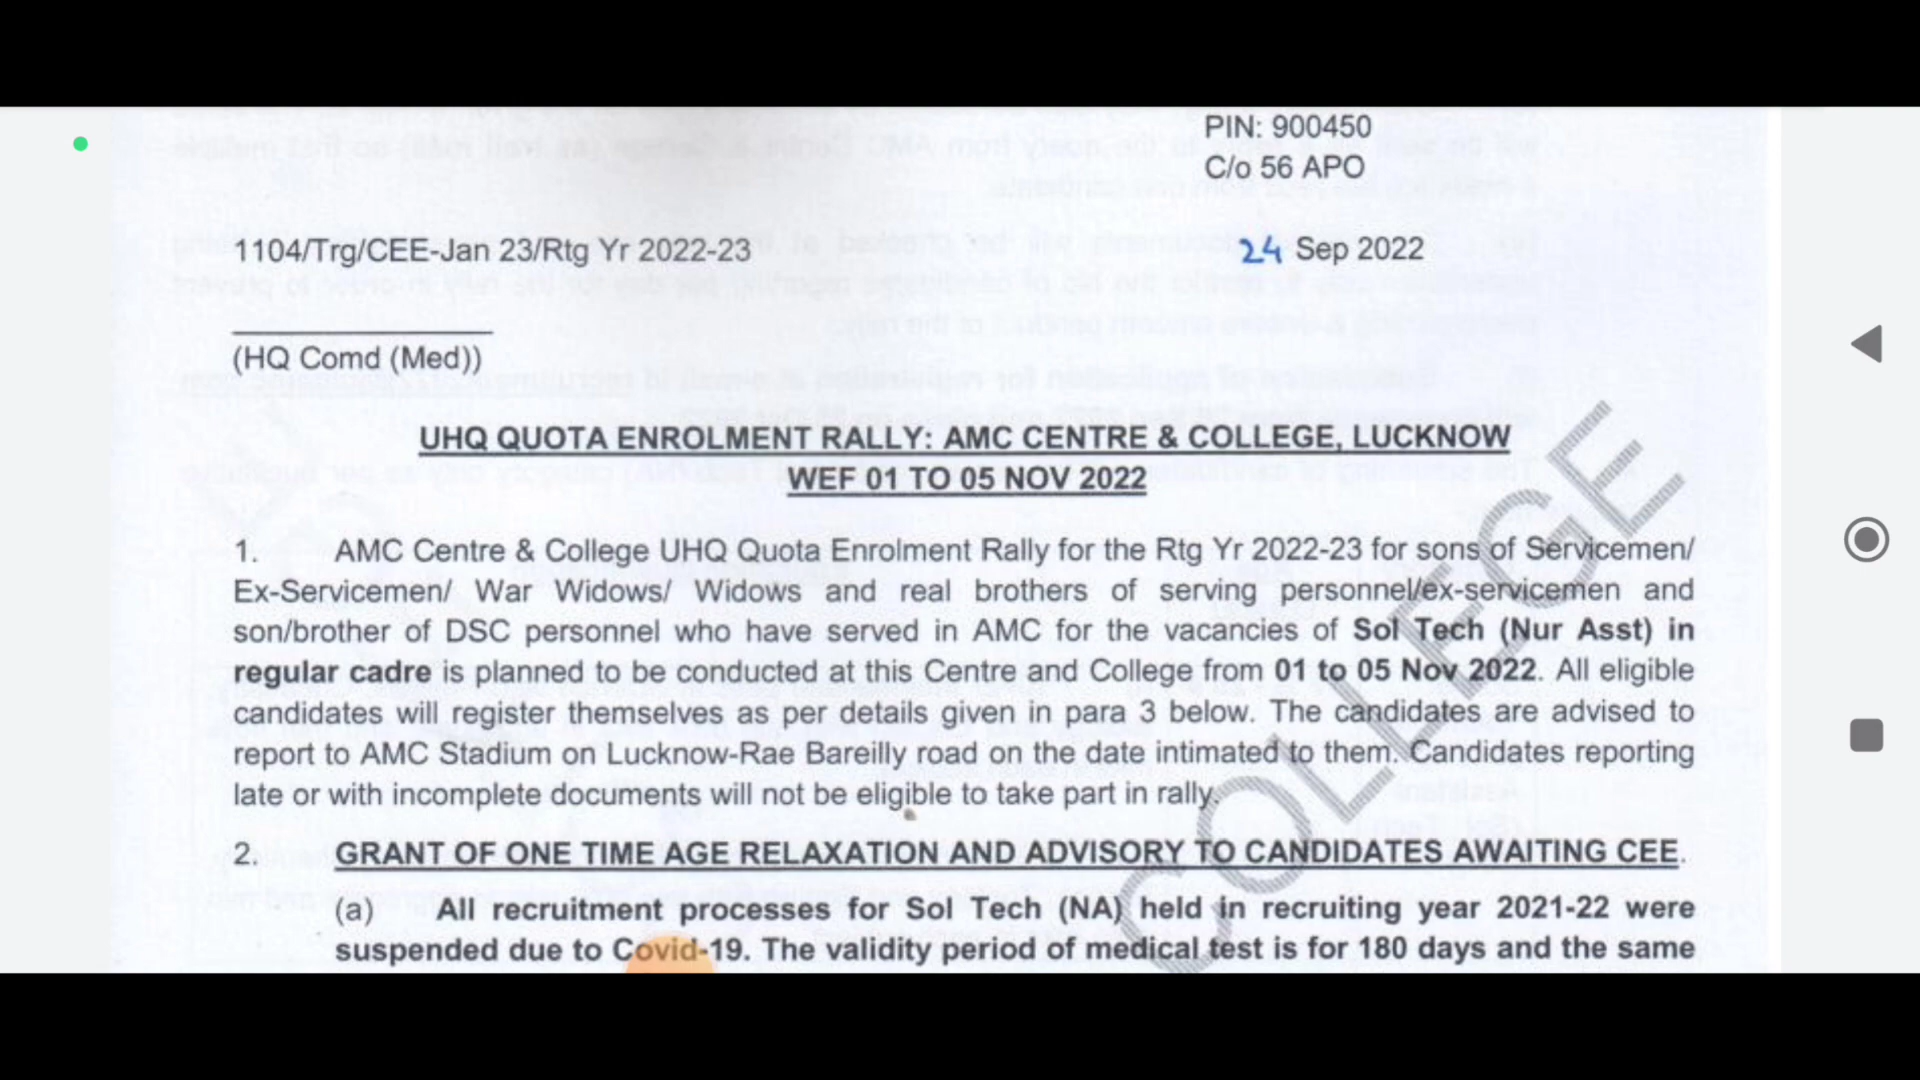 PIN: 900450
C/o 56 APO
1104/Trg/CEE-Jan 23/Rtg Yr 2022-23
24 Sep 2022
(HQ Comd (Med))
UHQ QUOTA ENROLMENT RALLY: AMC CENTRE & COLLEGE, LUCKNOW
WEF 01 TO 05 NOV 2022
1. AMC Centre & College UHQ Quota Enrolment Rally for the Rtg Yr 2022-23 for sons of Servicemen/
Ex-Servicemen/ War Widows/ Widows and real brothers of serving personnel/ex-servicemen and
son/brother of DSC personnel who have served in AMC for the vacancies of Sol Tech (Nur Asst) in
regular cadre is planned to be conducted at this Centre and College from 01 to 05 Nov 2022. All eligible
candidates will register themselves as per details given in para 3 below. The candidates are advised to
report to AMC Stadium on Lucknow-Rae Bareilly road on the date intimated to them. Candidates reporting
late or with incomplete documents will not be eligible to take part in rally.
2. GRANT OF ONE TIME AGE RELAXATION AND ADVISORY TO CANDIDATES AWAITING CEE.
(a) All recruitment processes for Sol Tech (NA) held in recruiting year 2021-22 were
suspended due to Covid-19. The validity period of medical test is for 180 days and the same
COLLEGE